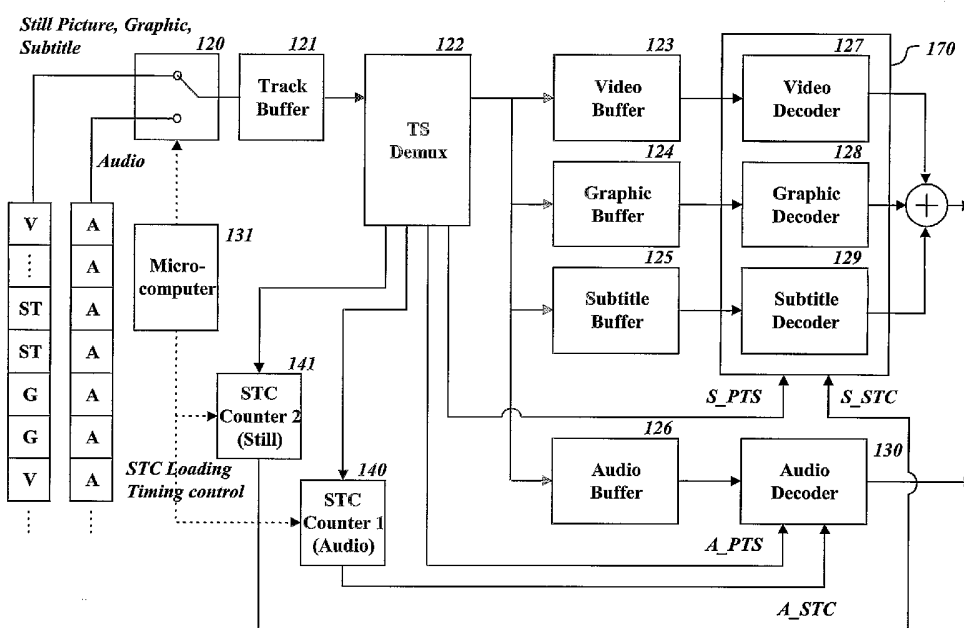 Still Picture, Graphic,
Subtitle
120
121
122
123
127
170
Track
Buffer
TS
Demux
Video
Buffer
Video
Decoder
Audio
124
128
Graphic
Buffer
Graphic
Decoder
131
Micro-
computer
125
129
Subtitle
Buffer
Subtitle
Decoder
V
⋮
ST
ST
G
G
V
⋮
A
A
A
A
A
A
A
⋮
141
STC
Counter 2
(Still)
S_PTS
S_STC
STC Loading
Timing control
140
STC
Counter 1
(Audio)
126
130
Audio
Buffer
Audio
Decoder
A_PTS
A_STC